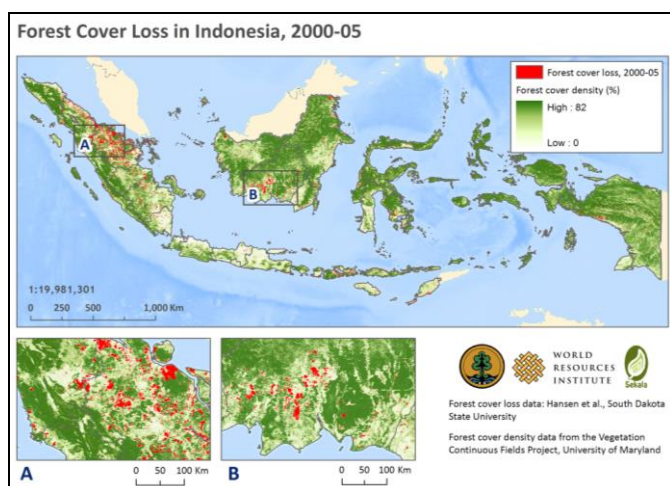 Forest Cover Loss in Indonesia, 2000-05
Forest cover loss, 2000-05
Forest cover density (%)
High : 82
Low : 0
A
B
1:19,981,301
0 250 500 1,000 Km
A
0 50 100 Km
B
0 50 100 Km
WORLD
RESOURCES
INSTITUTE
Sekala
Forest cover loss data: Hansen et al., South Dakota
State University
Forest cover density data from the Vegetation
Continuous Fields Project, University of Maryland